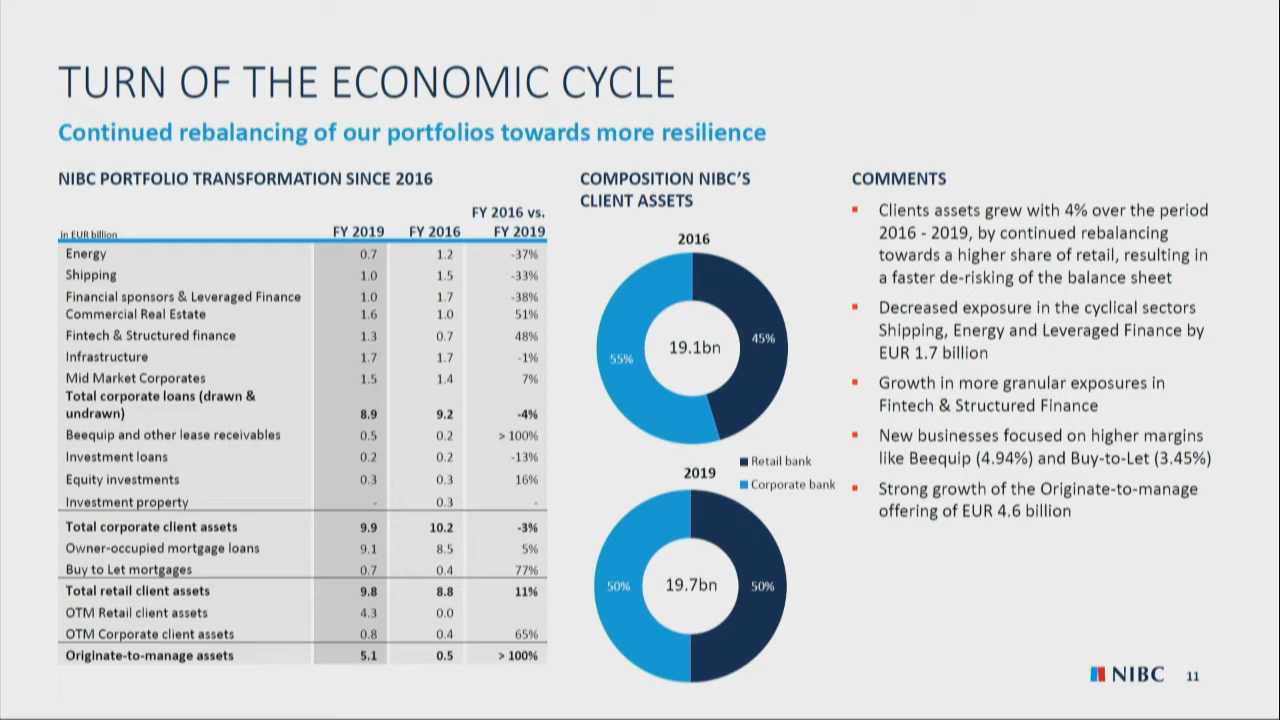 TURN OF THE ECONOMIC CYCLE
Continued rebalancing of our portfolios towards more resilience
NIBC PORTFOLIO TRANSFORMATION SINCE 2016
in EUR billion FY 2019 FY 2016 FY 2016 vs. FY 2019
Energy 0.7 1.2 -37%
Shipping 1.0 1.5 -33%
Financial sponsors & Leveraged Finance 1.0 1.7 -38%
Commercial Real Estate 1.6 1.0 51%
Fintech & Structured finance 1.3 0.7 48%
Infrastructure 1.7 1.7 -1%
Mid Market Corporates 1.5 1.4 7%
Total corporate loans (drawn &
undrawn) 8.9 9.2 -4%
Beequip and other lease receivables 0.5 0.2 > 100%
Investment loans 0.2 0.2 -13%
Equity investments 0.3 0.3 16%
Investment property - 0.3 -
Total corporate client assets 9.9 10.2 -3%
Owner-occupied mortgage loans 9.1 8.5 5%
Buy to Let mortgages 0.7 0.4 77%
Total retail client assets 9.8 8.8 11%
OTM Retail client assets 4.3 0.0
OTM Corporate client assets 0.8 0.4 65%
Originate-to-manage assets 5.1 0.5 > 100%
COMPOSITION NIBC'S
CLIENT ASSETS
2016
55% 19.1bn 45%
Retail bank
Corporate bank
2019
50% 19.7bn 50%
COMMENTS
Clients assets grew with 4% over the period
2016 - 2019, by continued rebalancing
towards a higher share of retail, resulting in
a faster de-risking of the balance sheet
Decreased exposure in the cyclical sectors
Shipping, Energy and Leveraged Finance by
EUR 1.7 billion
Growth in more granular exposures in
Fintech & Structured Finance
New businesses focused on higher margins
like Beequip (4.94%) and Buy-to-Let (3.45%)
Strong growth of the Originate-to-manage
offering of EUR 4.6 billion
NIBC 11